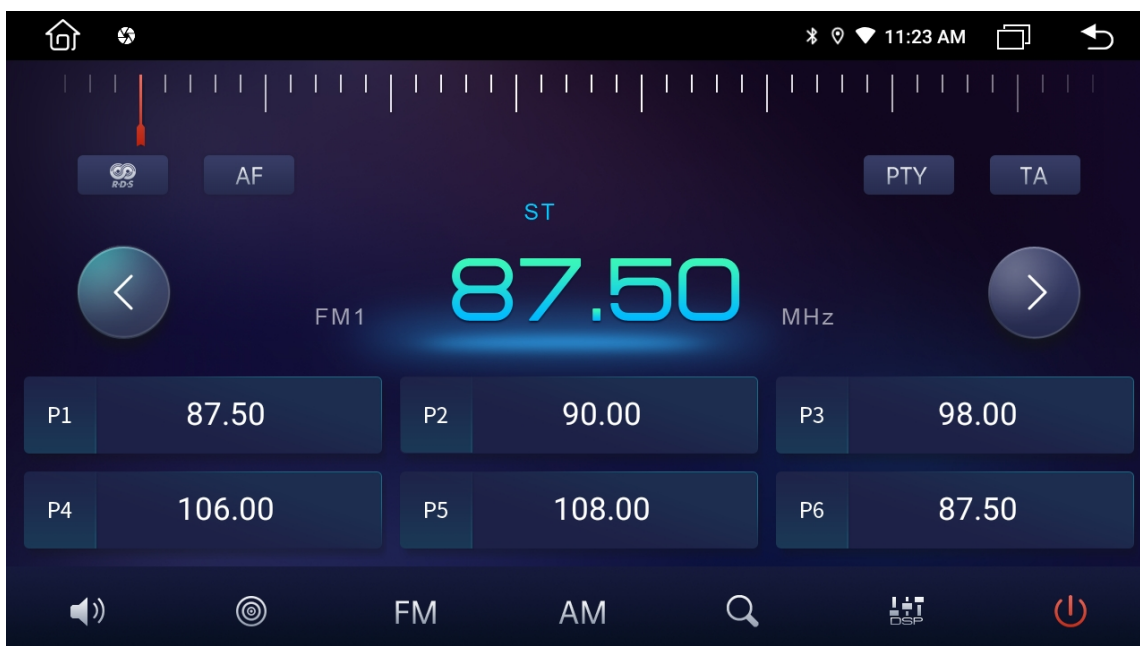 11:23 AM
R·D·S
AF
PTY
TA
ST
FM1
87.50
MHz
P1
87.50
P2
90.00
P3
98.00
P4
106.00
P5
108.00
P6
87.50
FM
AM
DSP